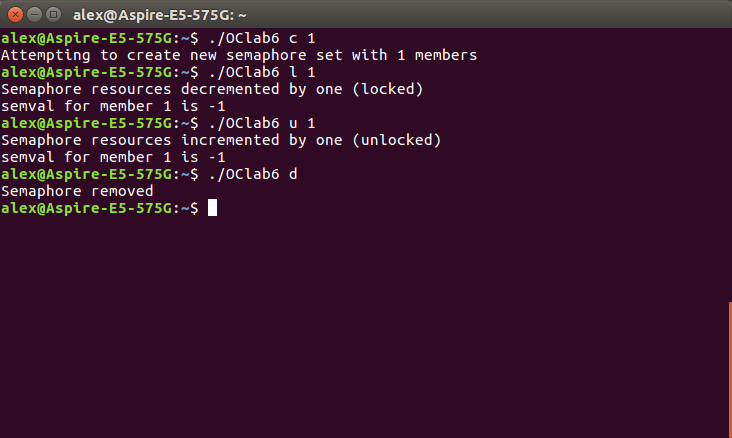 alex@Aspire-E5-575G: ~
alex@Aspire-E5-575G:~$ ./OClab6 c 1
Attempting to create new semaphore set with 1 members
alex@Aspire-E5-575G:~$ ./OClab6 l 1
Semaphore resources decremented by one (locked)
semval for member 1 is -1
alex@Aspire-E5-575G:~$ ./OClab6 u 1
Semaphore resources incremented by one (unlocked)
semval for member 1 is -1
alex@Aspire-E5-575G:~$ ./OClab6 d
Semaphore removed
alex@Aspire-E5-575G:~$